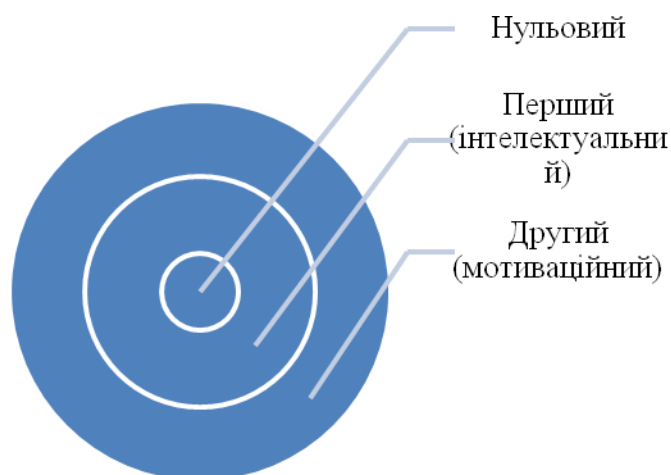 Нульовий
Перший
(інтелектуальни
й)
Другий
(мотиваційний)